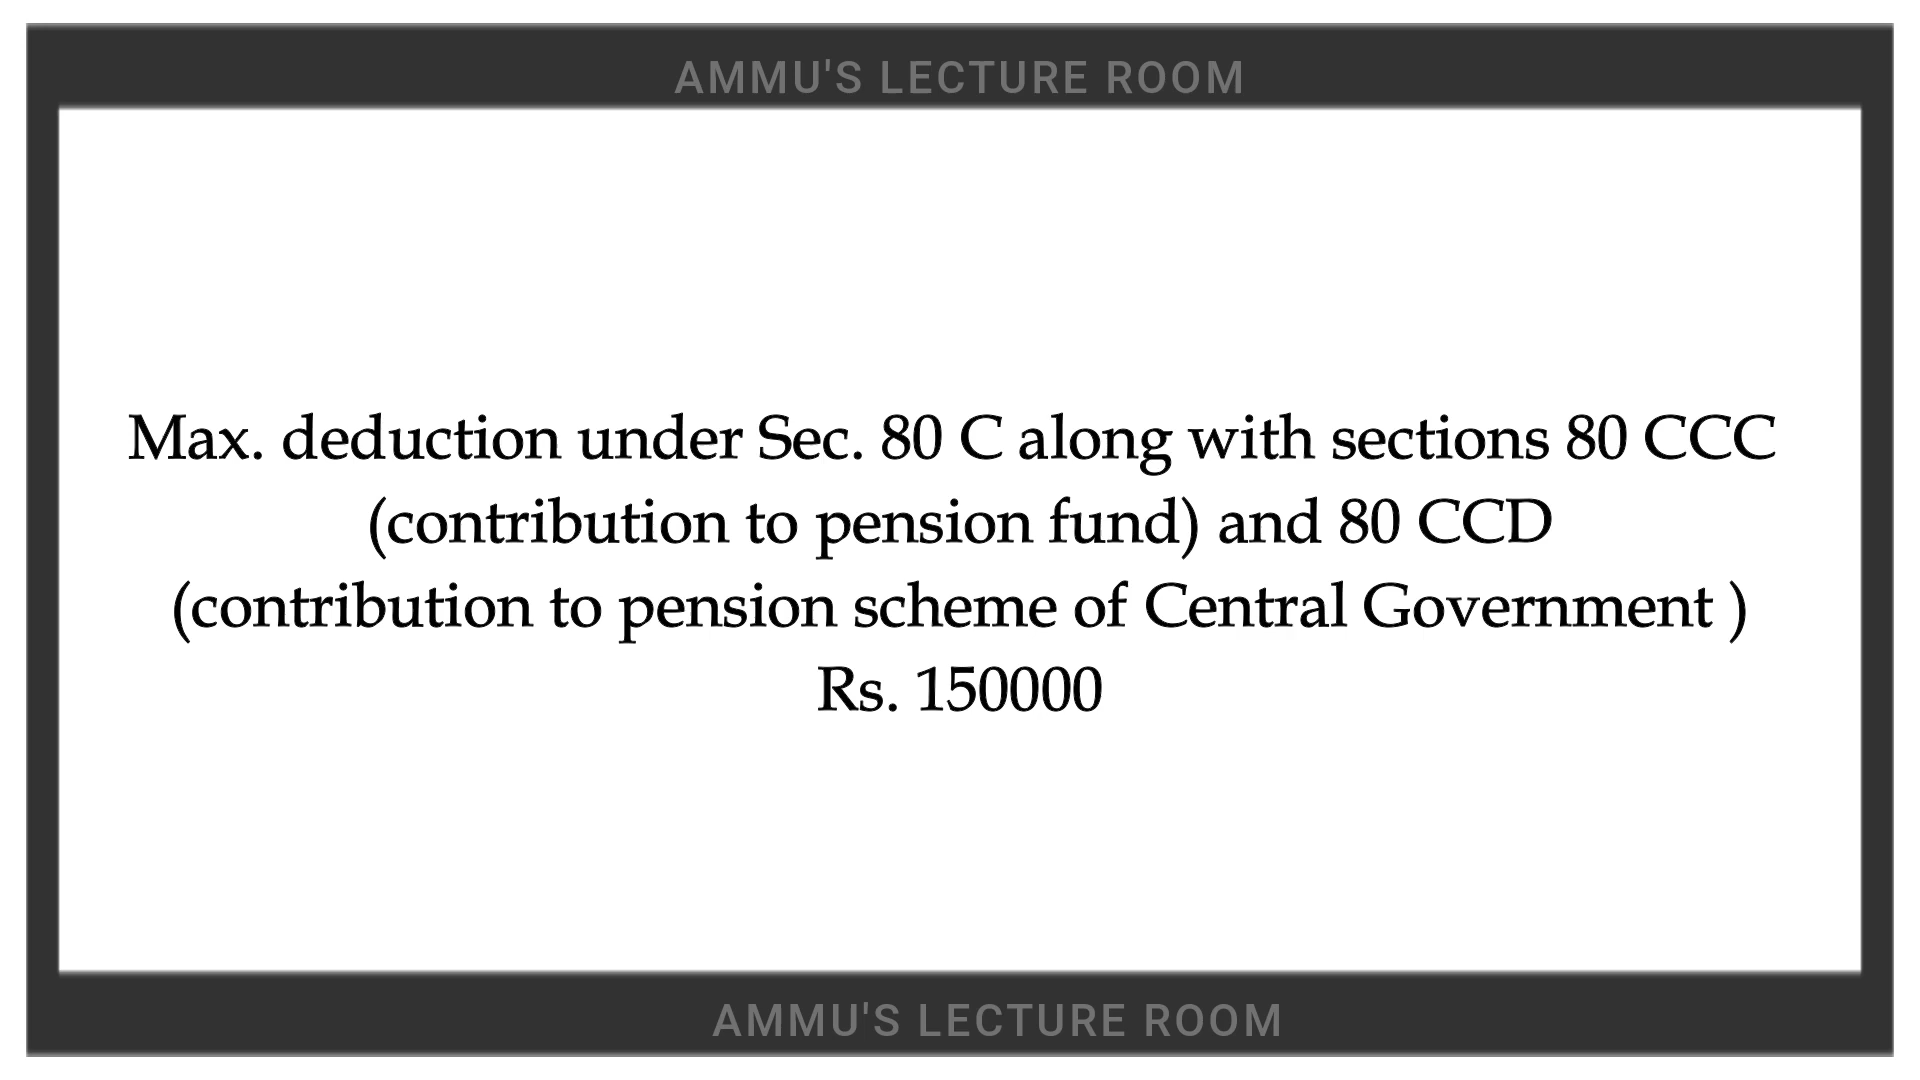 AMMU'S LECTURE ROOM
Max. deduction under Sec. 80 C along with sections 80 CCC
(contribution to pension fund) and 80 CCD
(contribution to pension scheme of Central Government )
Rs. 150000
AMMU'S LECTURE ROOM